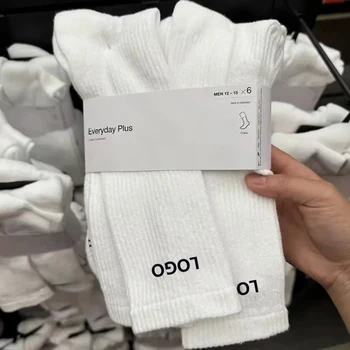 MEN 12 - 15 ×6
Everyday Plus
LOGO
LOGO